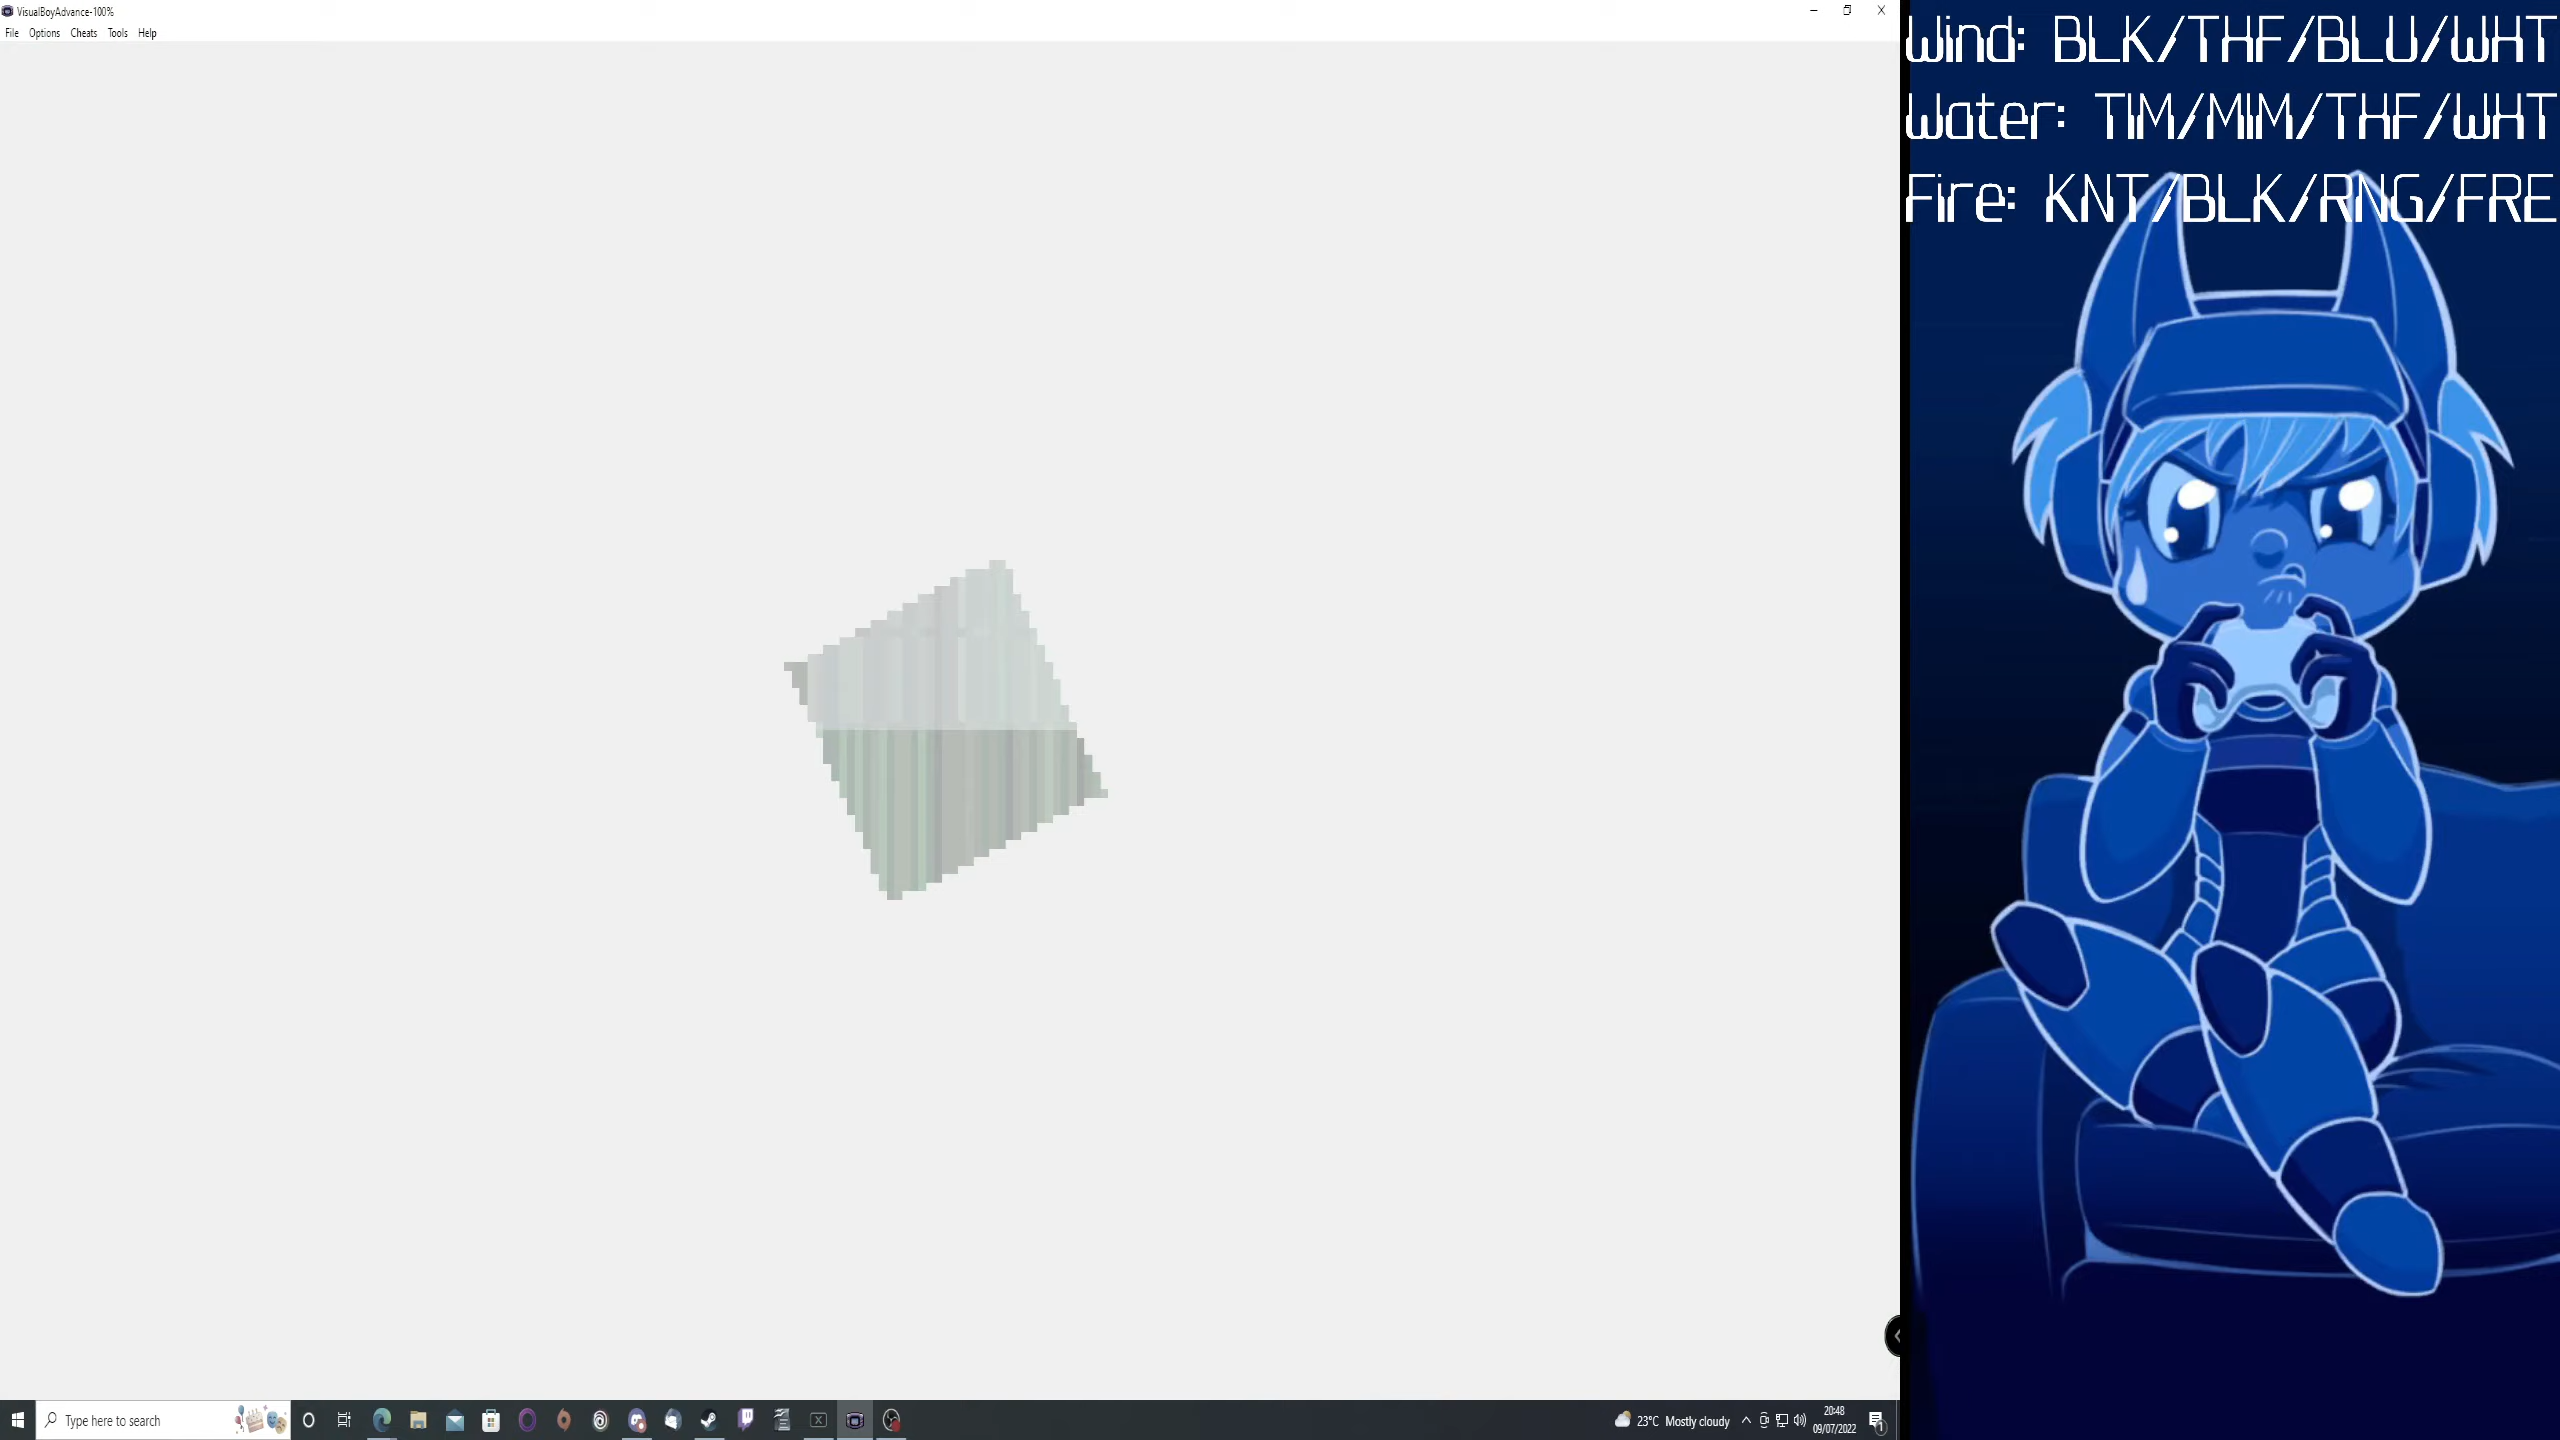 VisualBoyAdvance-100%
File Options Cheats Tools Help
Wind: BLK/THF/BLU/WHT
Water: TIM/MIM/THF/WHT
Fire: KNT/BLK/RNG/FRE
Type here to search
23°C Mostly cloudy
20:48
09/07/2022
1